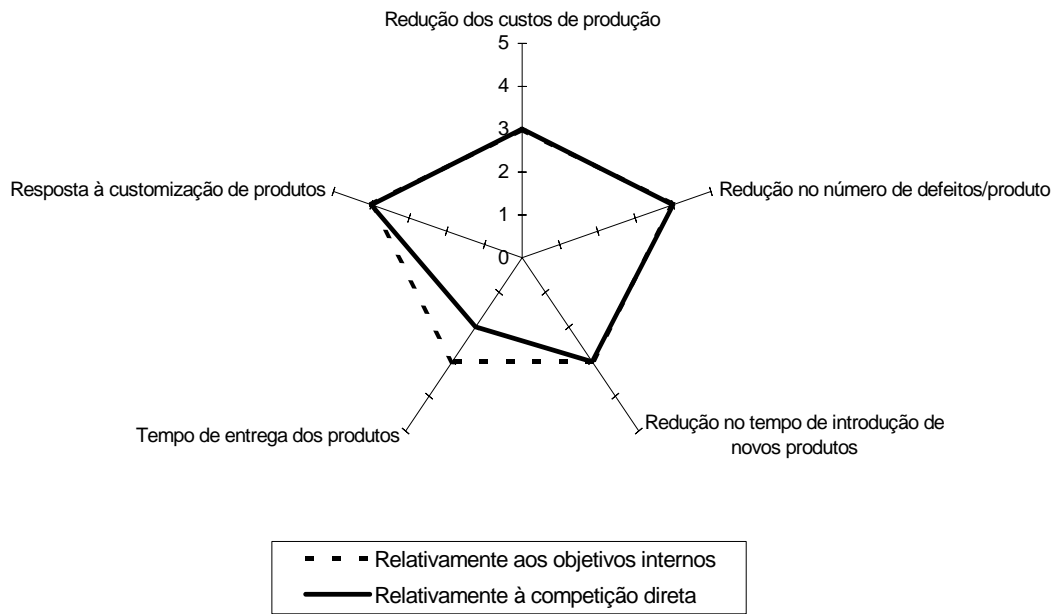 Redução dos custos de produção
5
4
3
2
1
0
Resposta à customização de produtos
Redução no número de defeitos/produto
Tempo de entrega dos produtos
Redução no tempo de introdução de
novos produtos
Relativamente aos objetivos internos
Relativamente à competição direta